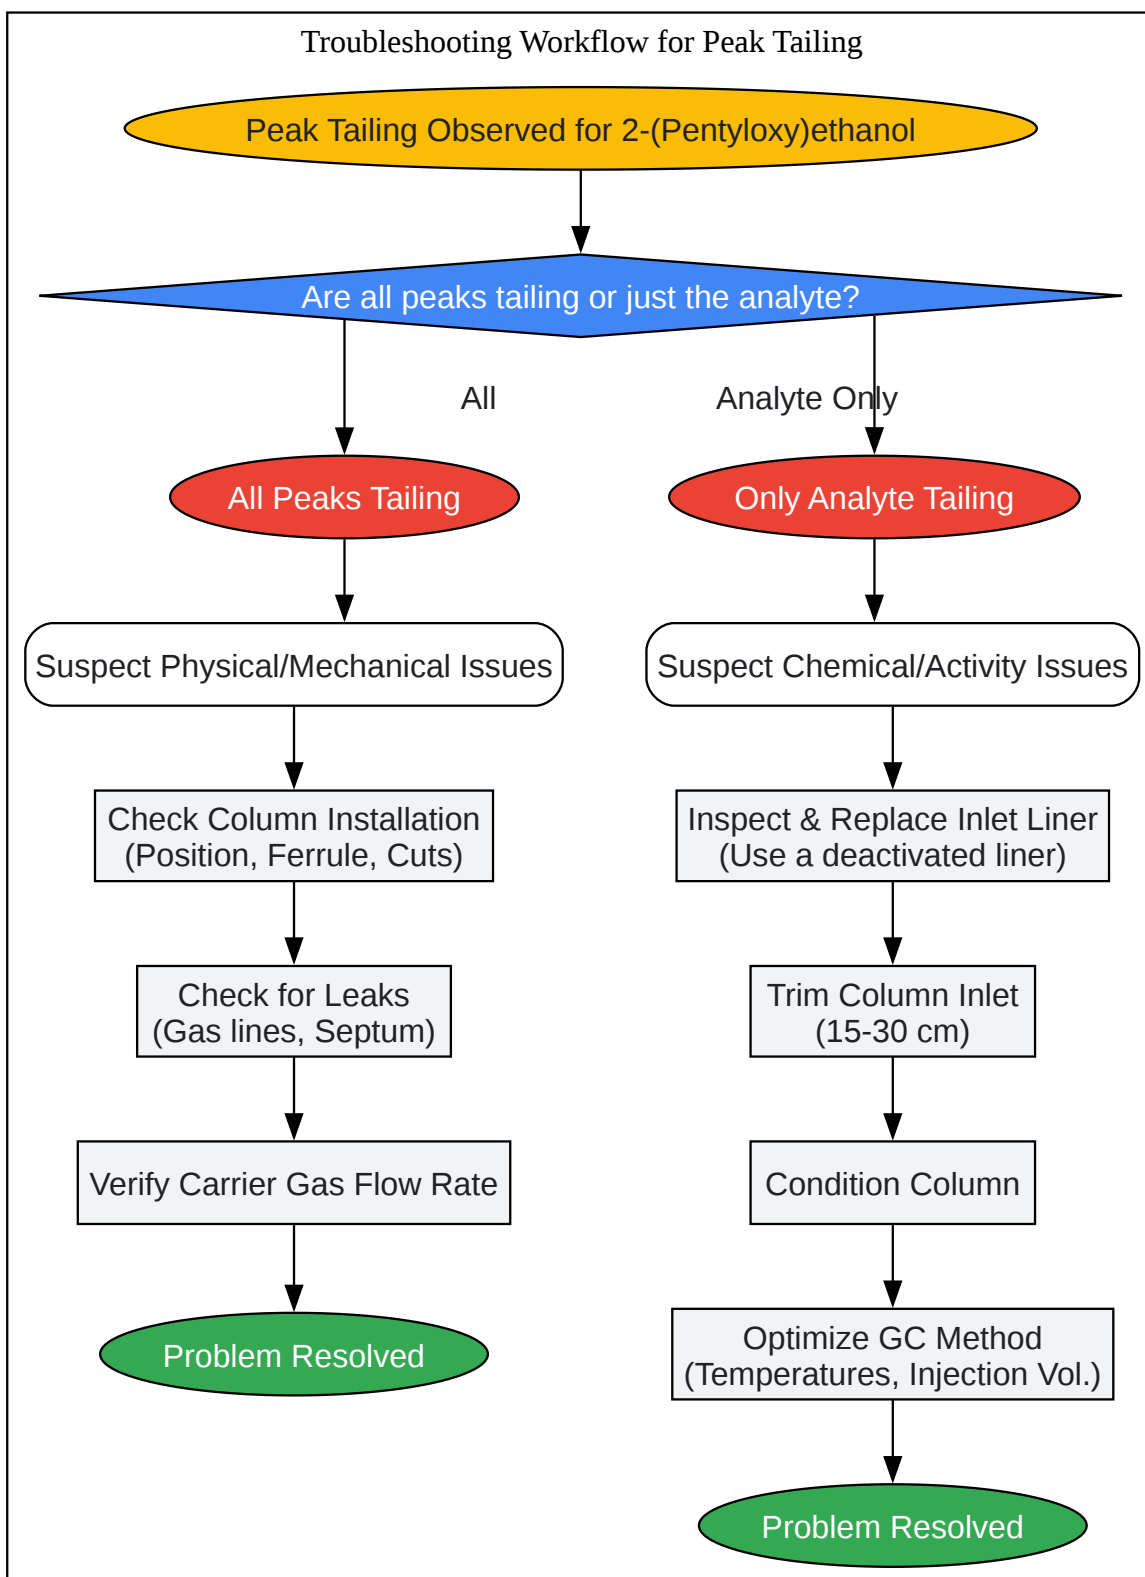 Troubleshooting Workflow for Peak Tailing
Peak Tailing Observed for 2-(Pentyloxy)ethanol
Are all peaks tailing or just the analyte?
All
Analyte Only
All Peaks Tailing
Only Analyte Tailing
Suspect Physical/Mechanical Issues
Suspect Chemical/Activity Issues
Check Column Installation
(Position, Ferrule, Cuts)
Inspect & Replace Inlet Liner
(Use a deactivated liner)
Check for Leaks
(Gas lines, Septum)
Trim Column Inlet
(15-30 cm)
Verify Carrier Gas Flow Rate
Condition Column
Problem Resolved
Optimize GC Method
(Temperatures, Injection Vol.)
Problem Resolved